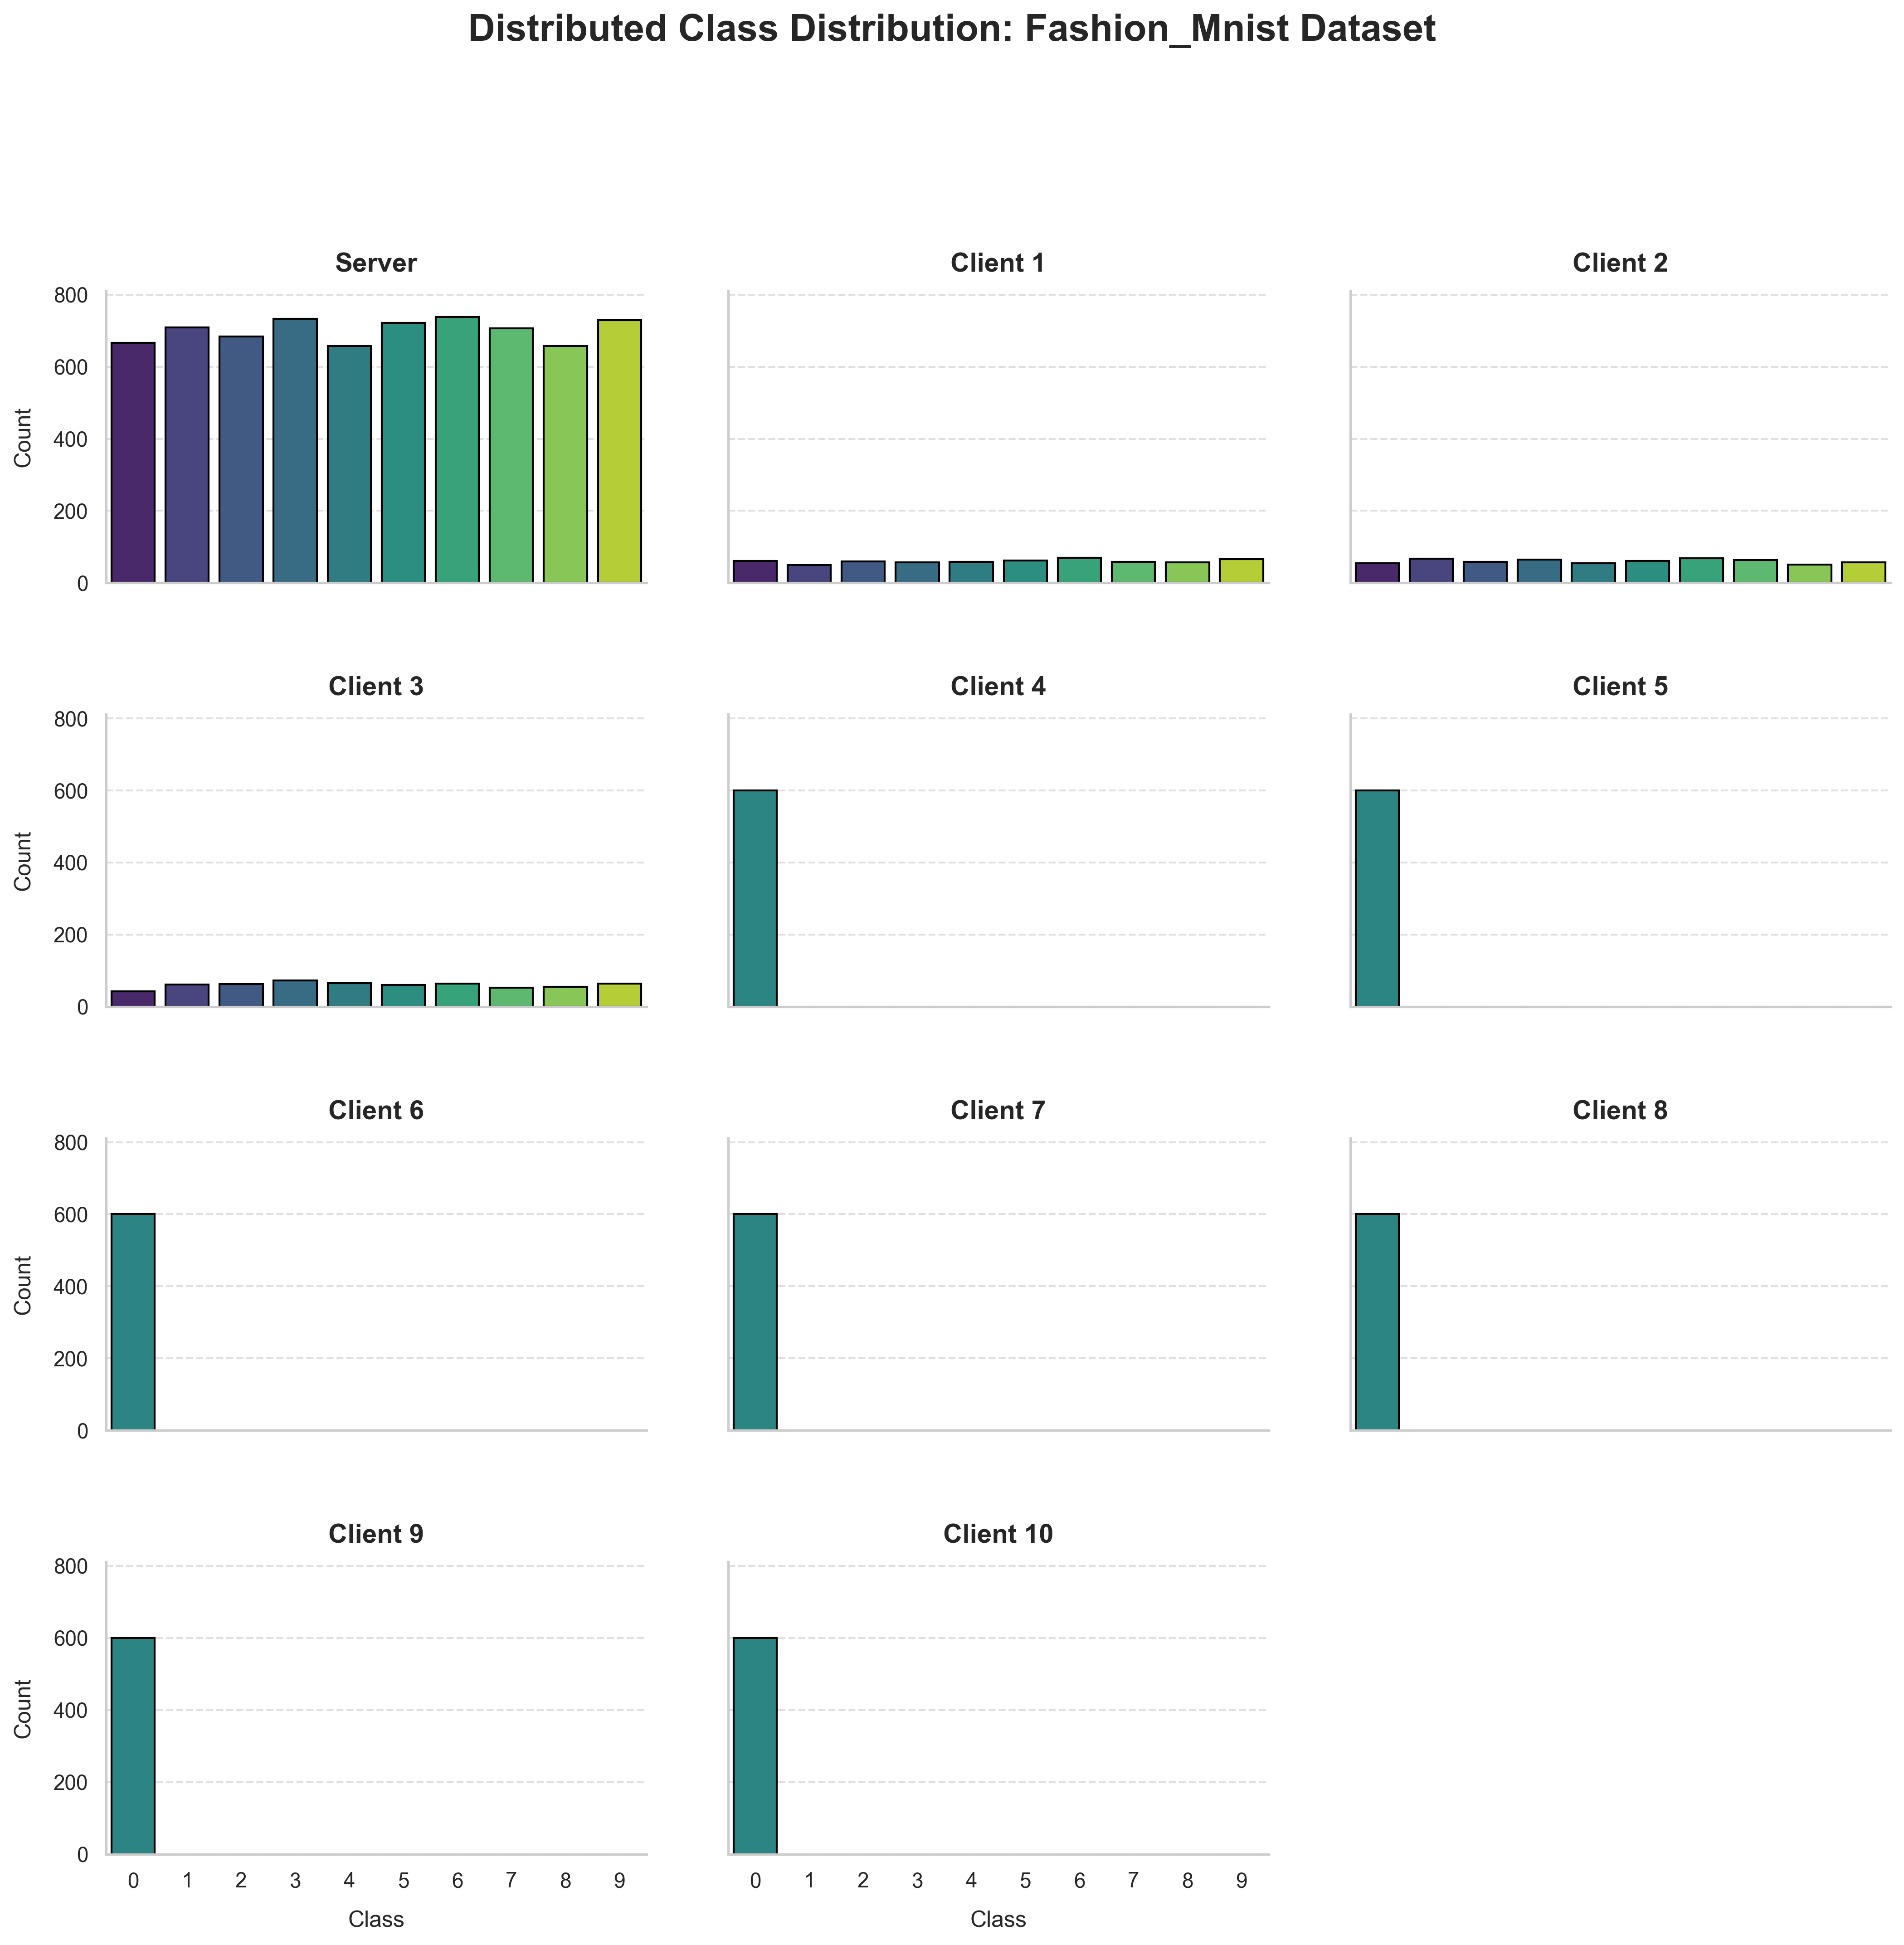 Distributed Class Distribution: Fashion_Mnist Dataset
Server
Client 1
Client 2
800
600
400
200
0
Count
Client 3
Client 4
Client 5
800
600
400
200
0
Count
Client 6
Client 7
Client 8
800
600
400
200
0
Count
Client 9
Client 10
800
600
400
200
0
Count
0 1 2 3 4 5 6 7 8 9
Class
0 1 2 3 4 5 6 7 8 9
Class